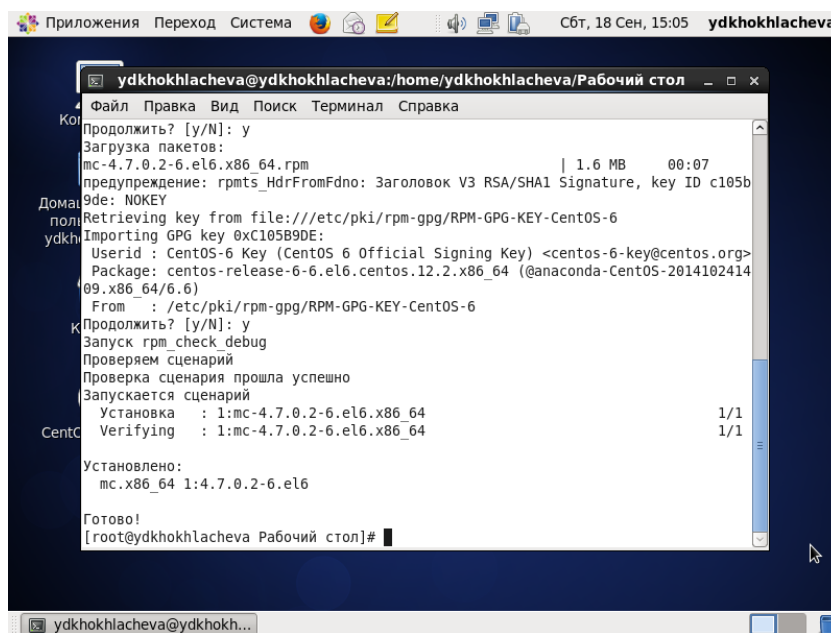 Приложения Переход Система Сбт, 18 Сен, 15:05 ydkhokhlacheva
ydkhokhlacheva@ydkhokhlacheva:/home/ydkhokhlacheva/Рабочий стол
Файл Правка Вид Поиск Терминал Справка
Продолжить? [y/N]: y
Загрузка пакетов:
mc-4.7.0.2-6.el6.x86_64.rpm | 1.6 MB 00:07
предупреждение: rpmts_HdrFromFdno: Заголовок V3 RSA/SHA1 Signature, key ID c105b
9de: NOKEY
Retrieving key from file:///etc/pki/rpm-gpg/RPM-GPG-KEY-CentOS-6
Importing GPG key 0xC105B9DE:
Userid : CentOS-6 Key (CentOS 6 Official Signing Key) <centos-6-key@centos.org>
Package: centos-release-6-6.el6.centos.12.2.x86_64 (@anaconda-CentOS-2014102414
09.x86_64/6.6)
From : /etc/pki/rpm-gpg/RPM-GPG-KEY-CentOS-6
Продолжить? [y/N]: y
Запуск rpm_check_debug
Проверяем сценарий
Проверка сценария прошла успешно
Запускается сценарий
Установка : 1:mc-4.7.0.2-6.el6.x86_64 1/1
Verifying : 1:mc-4.7.0.2-6.el6.x86_64 1/1
Установлено:
mc.x86_64 1:4.7.0.2-6.el6
Готово!
[root@ydkhokhlacheva Рабочий стол]#
ydkhokhlacheva@ydkhokh...